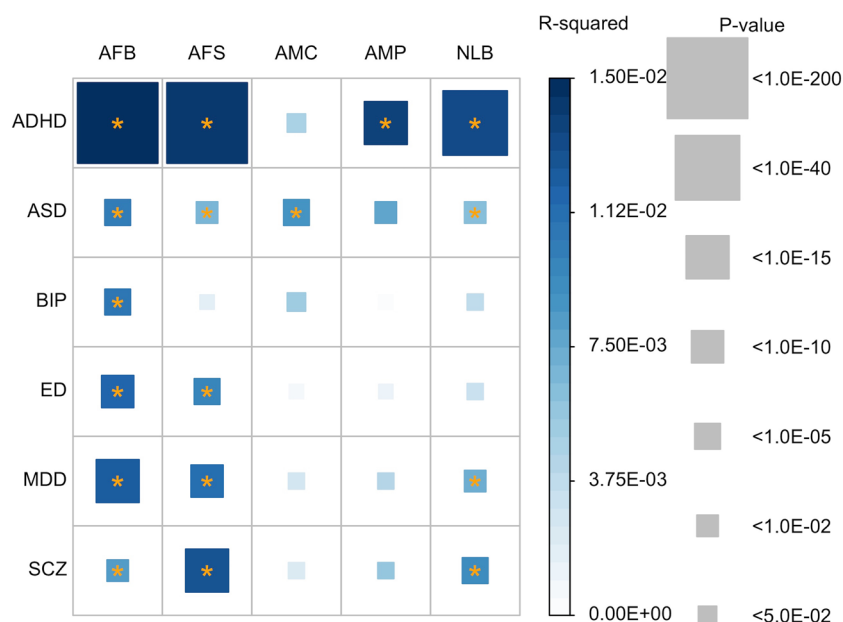 R-squared P-value
AFB AFS AMC AMP NLB
1.50E-02 <1.0E-200
ADHD * * * *
<1.0E-40
ASD * * * * 1.12E-02
<1.0E-15
BIP *
7.50E-03 <1.0E-10
ED * *
<1.0E-05
MDD * * * 3.75E-03
<1.0E-02
SCZ * * *
0.00E+00 <5.0E-02